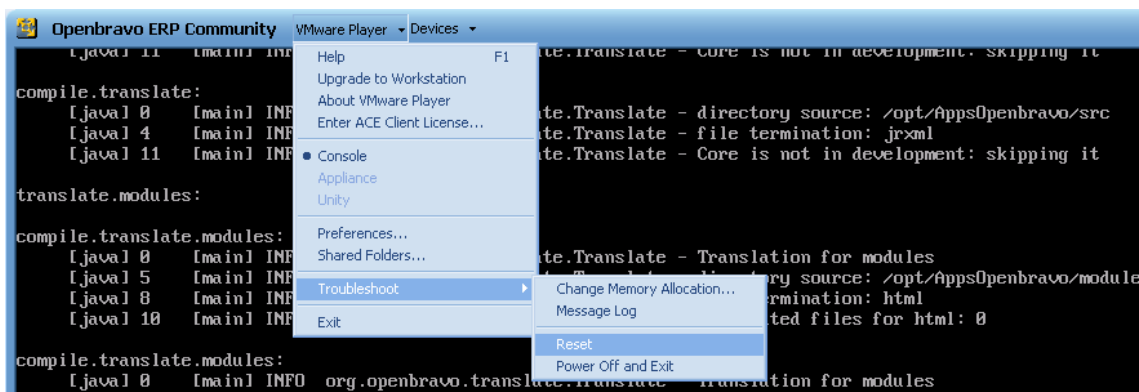 Openbravo ERP Community VMware Player Devices
[java] 11 [main] INF te.Translate - Core is not in development: skipping it
Help F1
Upgrade to Workstation
About VMware Player
Enter ACE Client License...
Console
Appliance
Unity
Preferences...
Shared Folders...
Troubleshoot
Exit
Change Memory Allocation...
Message Log
Reset
Power Off and Exit
compile.translate:
[java] 0 [main] INF te.Translate - directory source: /opt/AppsOpenbravo/src
[java] 4 [main] INF te.Translate - file termination: jrxml
[java] 11 [main] INF te.Translate - Core is not in development: skipping it
translate.modules:
compile.translate.modules:
[java] 0 [main] INF te.Translate - Translation for modules
[java] 5 [main] INF ry source: /opt/AppsOpenbravo/module
[java] 8 [main] INF rmination: html
[java] 10 [main] INF ted files for html: 0
compile.translate.modules:
[java] 0 [main] INFO org.openbravo.translate.Translate - Translation for modules